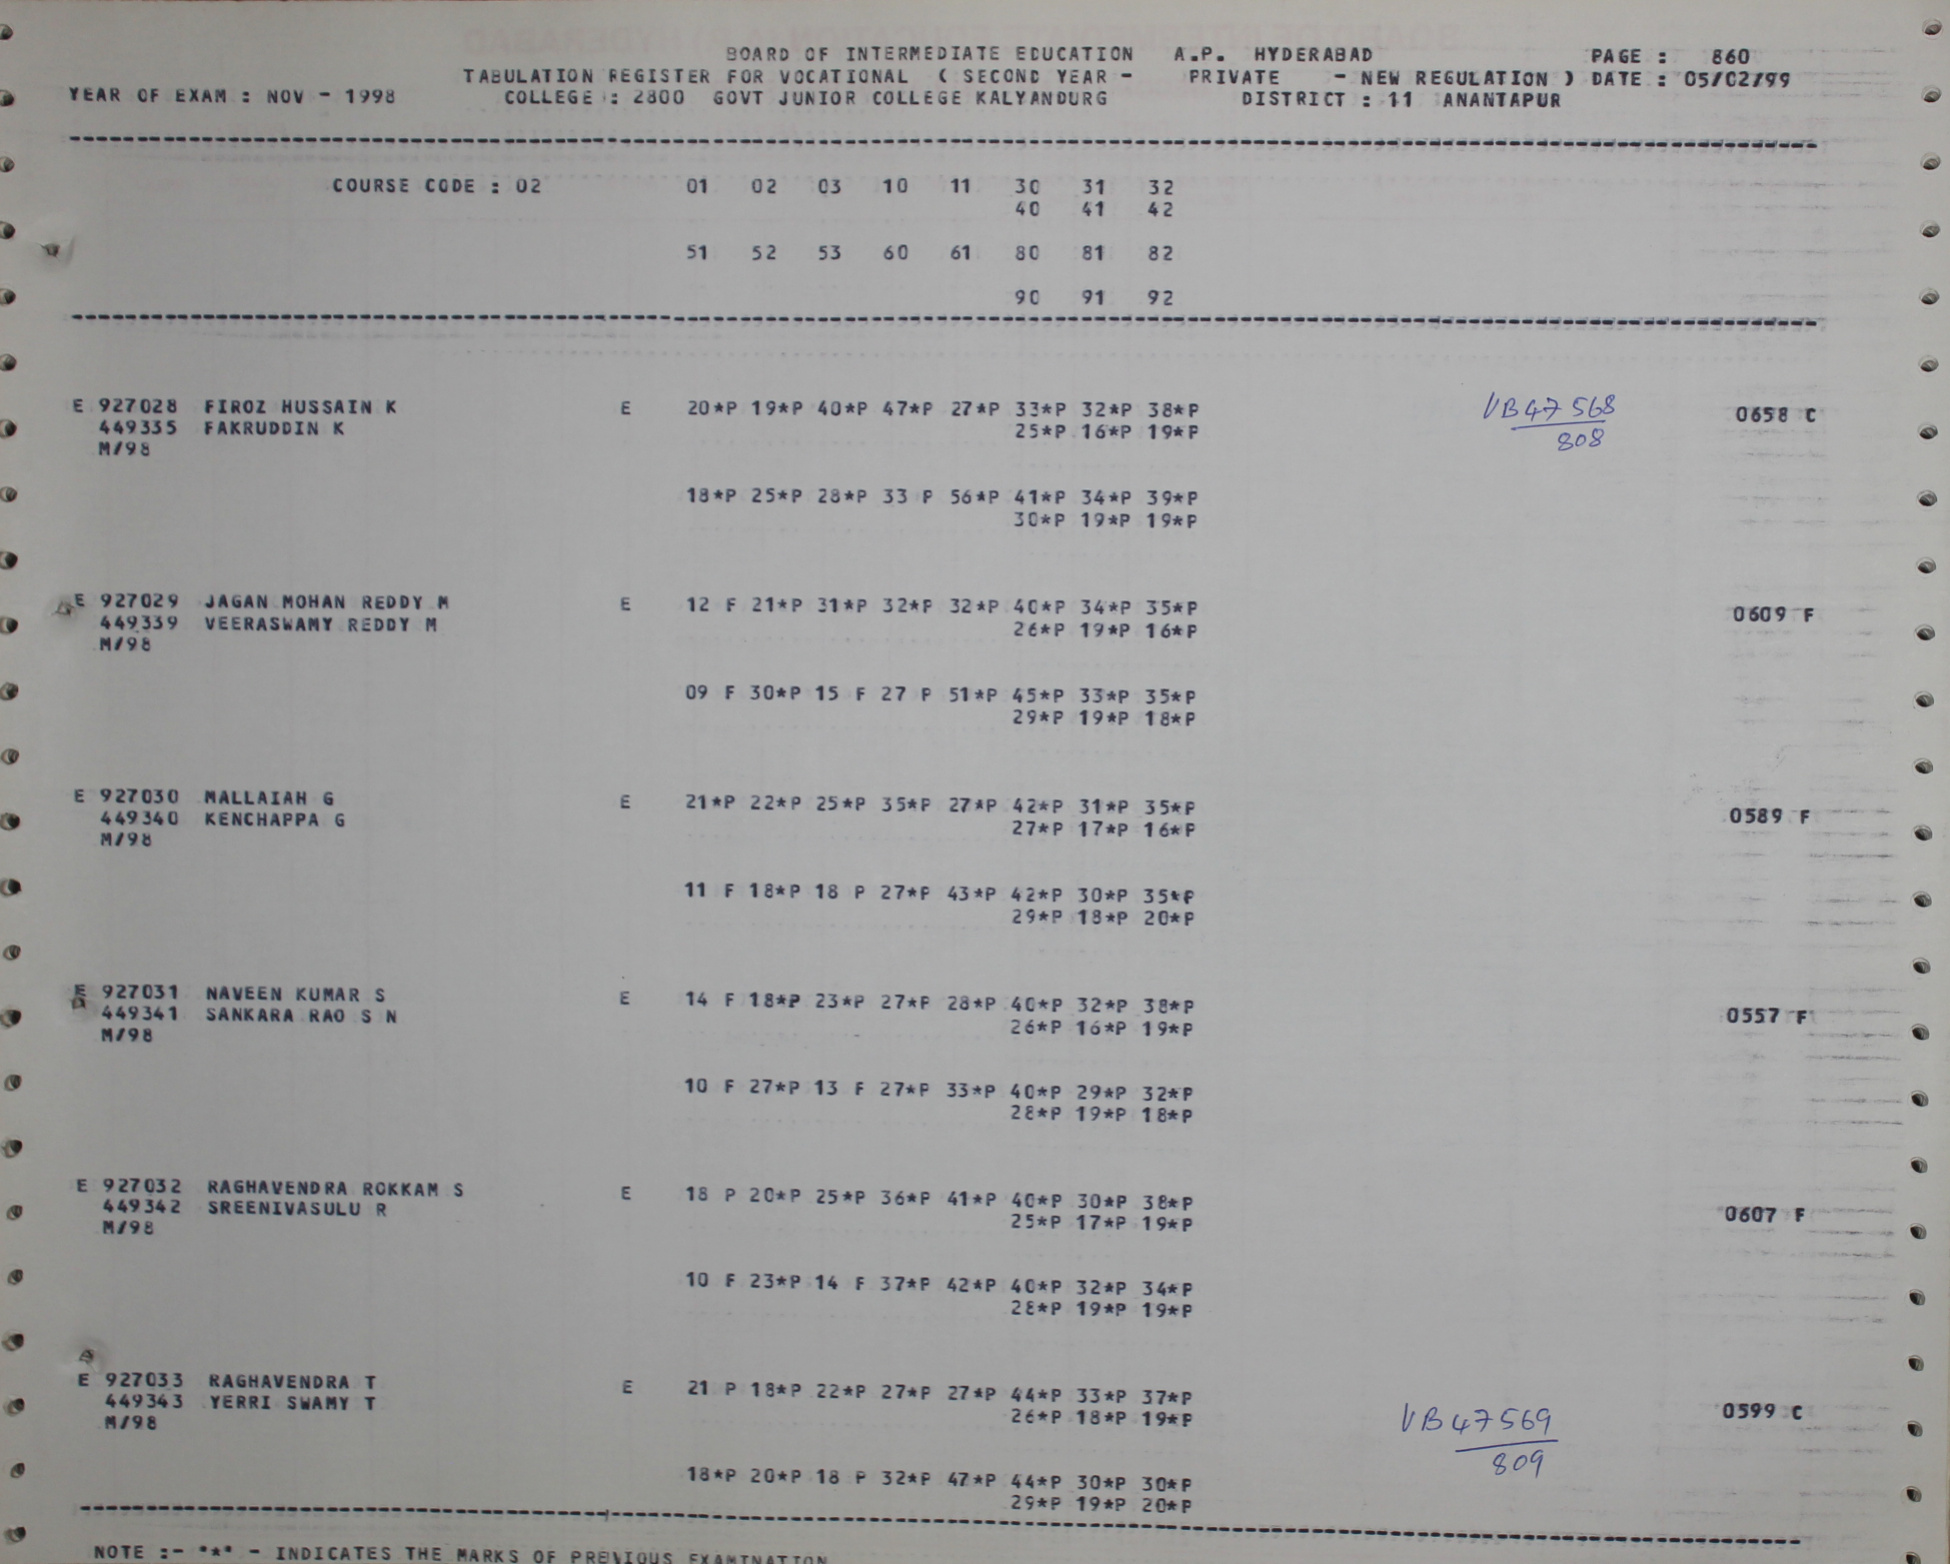 BOARD OF INTERMEDIATE EDUCATION A.P. HYDERABAD PAGE : 860
TABULATION REGISTER FOR VOCATIONAL ( SECOND YEAR - PRIVATE - NEW REGULATION ) DATE : 05/02/99
YEAR OF EXAM : NOV - 1998 COLLEGE : 2800 GOVT JUNIOR COLLEGE KALYANDURG DISTRICT : 11 ANANTAPUR
COURSE CODE : 02 01 02 03 10 11 30 31 32
40 41 42
51 52 53 60 61 80 81 82
90 91 92
E 927028 FIROZ HUSSAIN K E 20*P 19*P 40*P 47*P 27*P 33*P 32*P 38*P VB47568 0658 C
449335 FAKRUDDIN K 25*P 16*P 19*P 808
M/98
18*P 25*P 28*P 33 P 56*P 41*P 34*P 39*P
30*P 19*P 19*P
E 927029 JAGAN MOHAN REDDY M E 12 F 21*P 31*P 32*P 32*P 40*P 34*P 35*P 0609 F
449339 VEERASWAMY REDDY M 26*P 19*P 16*P
M/98
09 F 30*P 15 F 27 P 51*P 45*P 33*P 35*P
29*P 19*P 18*P
E 927030 MALLAIAH G E 21*P 22*P 25*P 35*P 27*P 42*P 31*P 35*P 0589 F
449340 KENCHAPPA G 27*P 17*P 16*P
M/98
11 F 18*P 18 P 27*P 43*P 42*P 30*P 35*P
29*P 18*P 20*P
E 927031 NAVEEN KUMAR S E 14 F 18*P 23*P 27*P 28*P 40*P 32*P 38*P 0557 F
449341 SANKARA RAO S N 26*P 16*P 19*P
M/98
10 F 27*P 13 F 27*P 33*P 40*P 29*P 32*P
28*P 19*P 18*P
E 927032 RAGHAVENDRA ROKKAM S E 18 P 20*P 25*P 36*P 41*P 40*P 30*P 38*P 0607 F
449342 SREENIVASULU R 25*P 17*P 19*P
M/98
10 F 23*P 14 F 37*P 42*P 40*P 32*P 34*P
28*P 19*P 19*P
E 927033 RAGHAVENDRA T E 21 P 18*P 22*P 27*P 27*P 44*P 33*P 37*P VB47569 0599 C
449343 YERRI SWAMY T 26*P 18*P 19*P 809
M/98
18*P 20*P 18 P 32*P 47*P 44*P 30*P 30*P
29*P 19*P 20*P
NOTE :- "*" - INDICATES THE MARKS OF PREVIOUS EXAMINATION